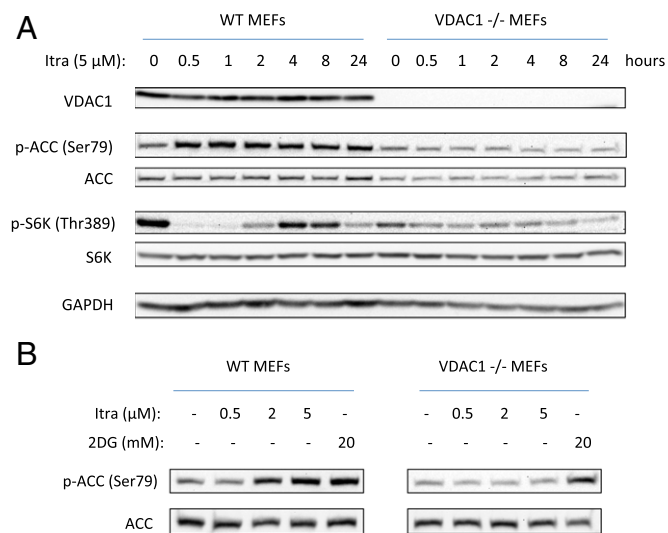 A
WT MEFs VDAC1 -/- MEFs
Itra (5 µM): 0 0.5 1 2 4 8 24 0 0.5 1 2 4 8 24 hours
VDAC1
p-ACC (Ser79)
ACC
p-S6K (Thr389)
S6K
GAPDH
B
WT MEFs VDAC1 -/- MEFs
Itra (µM): - 0.5 2 5 - - 0.5 2 5 -
2DG (mM): - - - - 20 - - - - 20
p-ACC (Ser79)
ACC